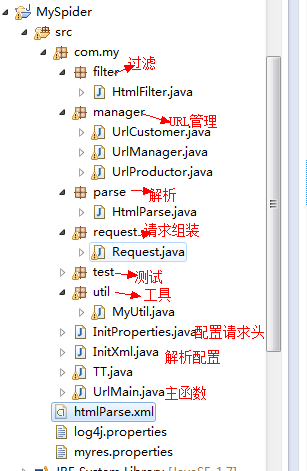 MySpider
src
com.my
filter 过滤
HtmlFilter.java
manager URL管理
UrlCustomer.java
UrlManager.java
UrlProductor.java
parse 解析
HtmlParse.java
request 请求组装
Request.java
test 测试
util 工具
MyUtil.java
InitProperties.java 配置请求头
InitXml.java 解析配置
TT.java
UrlMain.java 主函数
htmlParse.xml
log4j.properties
myres.properties